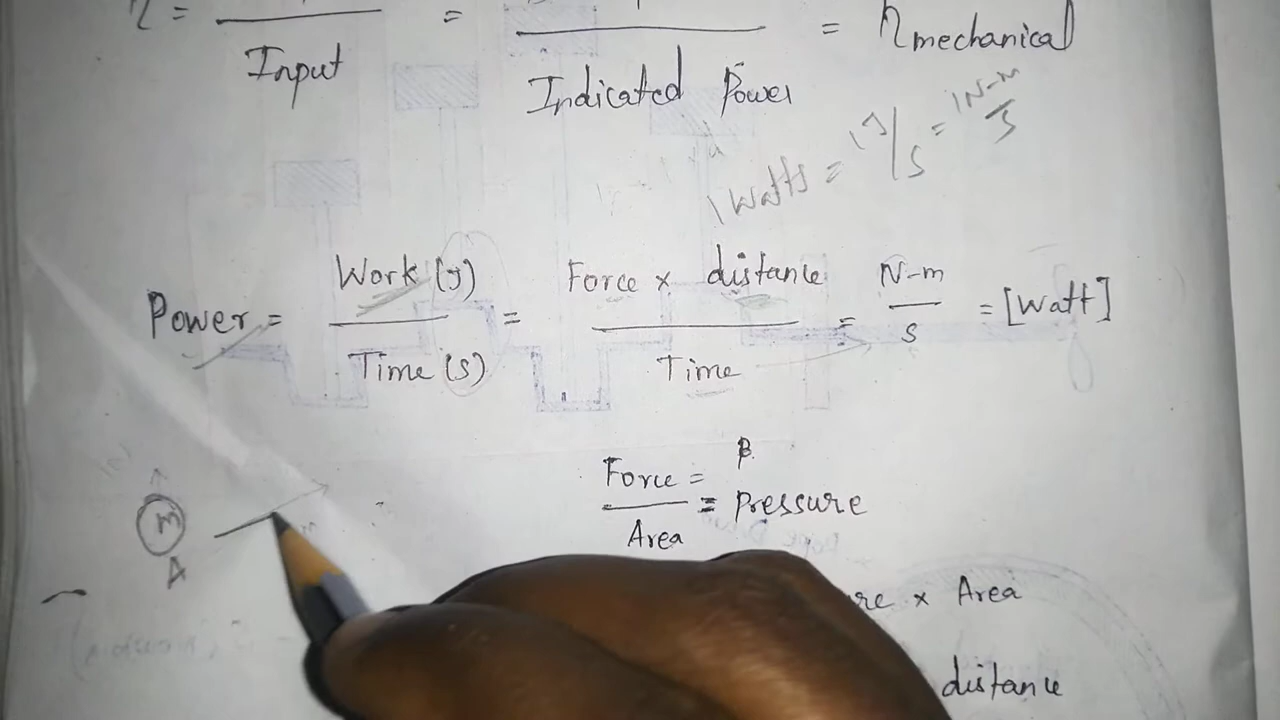 η = ―― = ―― = η mechanical
Input
Indicated Power
1 Watts = 1 J/s = 1 N-m/s
Power = Work (J) / Time (s) = Force x distance / Time = N-m / s = [Watt]
Force / Area = Pressure
m
A
x Area
distance